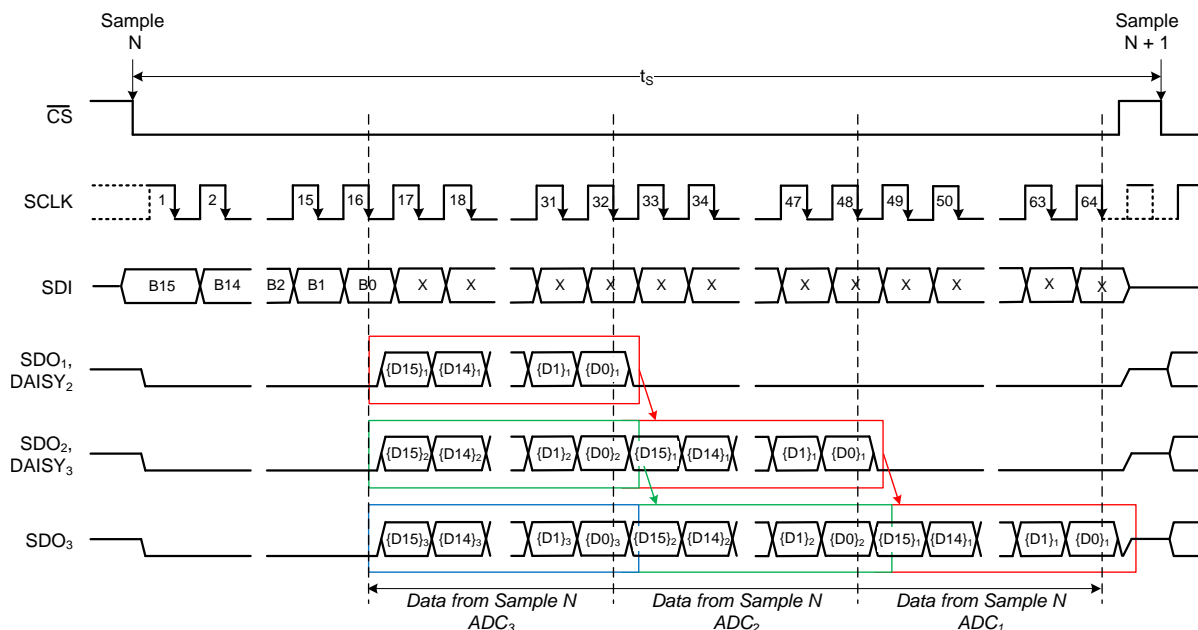 Sample
N
Sample
N + 1
tS
CS
SCLK
1 2 15 16 17 18 31 32 33 34 47 48 49 50 63 64
SDI
B15 B14 B2 B1 B0 X X X X X X X X X X X X
SDO1,
DAISY2
{D15}1 {D14}1 {D1}1 {D0}1
SDO2,
DAISY3
{D15}2 {D14}2 {D1}2 {D0}2 {D15}1 {D14}1 {D1}1 {D0}1
SDO3
{D15}3 {D14}3 {D1}3 {D0}3 {D15}2 {D14}2 {D1}2 {D0}2 {D15}1 {D14}1 {D1}1 {D0}1
Data from Sample N
ADC3
Data from Sample N
ADC2
Data from Sample N
ADC1